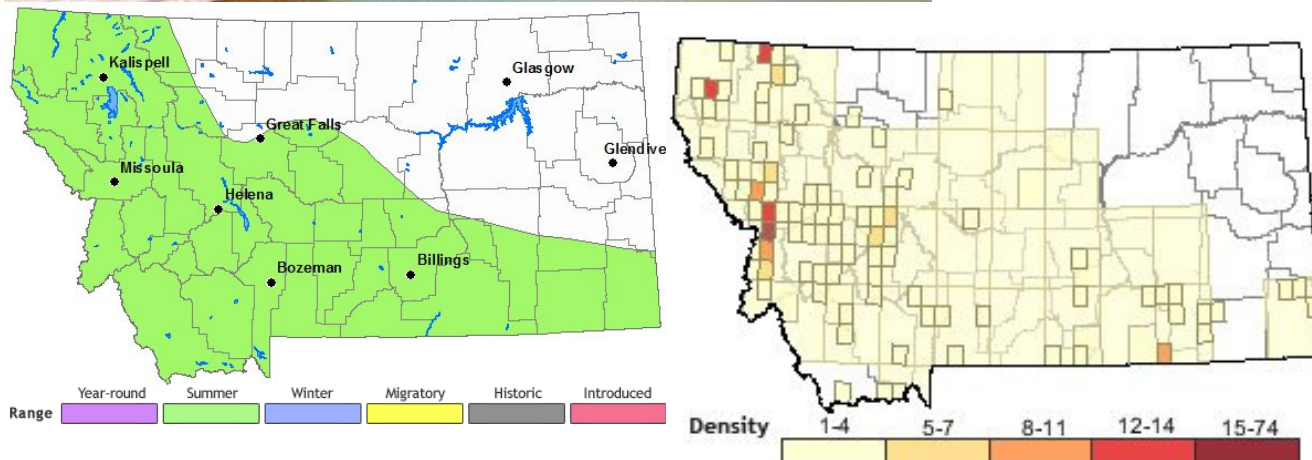 Kalispell
Glasgow
Great Falls
Glendive
Missoula
Helena
Bozeman
Billings
Year-round Summer Winter Migratory Historic Introduced
Range
Density 1-4 5-7 8-11 12-14 15-74